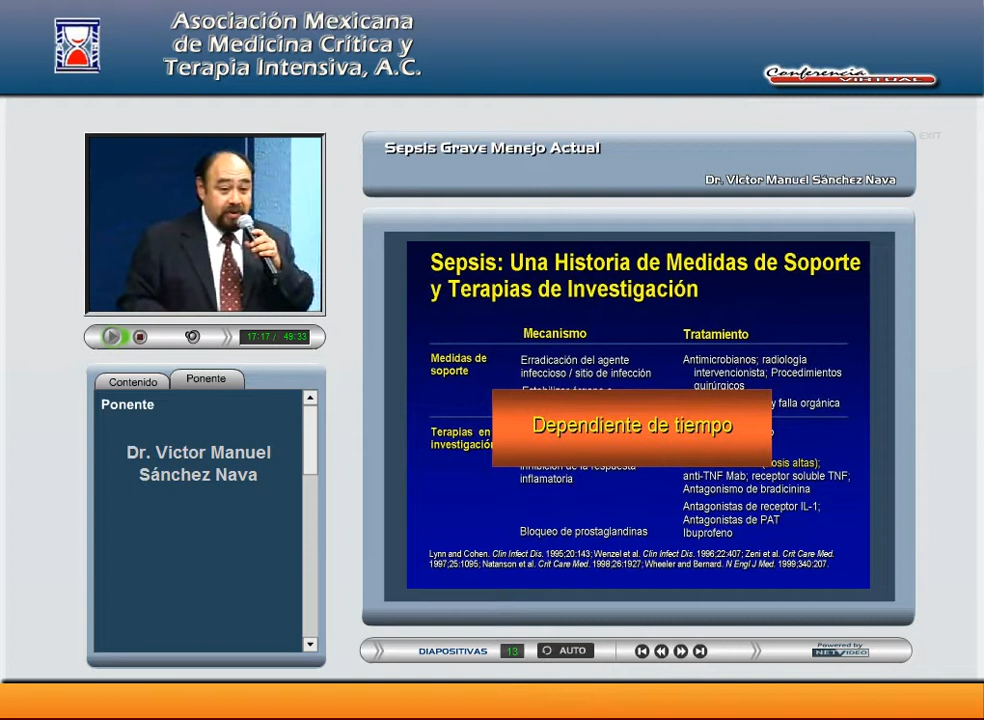 Asociación Mexicana
de Medicina Crítica y
Terapia Intensiva, A.C.
Conferencia
VIRTUAL
EXIT
Sepsis Grave Menejo Actual
Dr. Victor Manuel Sánchez Nava
17:17 / 49:33
Contenido
Ponente
Ponente
Dr. Victor Manuel
Sánchez Nava
Sepsis: Una Historia de Medidas de Soporte
y Terapias de Investigación
Mecanismo
Tratamiento
Medidas de
soporte
Erradicación del agente
infeccioso / sitio de infección
Antimicrobianos; radiología
intervencionista; Procedimientos
quirúrgicos
y falla orgánica
Dependiente de tiempo
Terapias en
investigación
inflamatoria
dosis altas);
anti-TNF Mab; receptor soluble TNF;
Antagonismo de bradicinina
Antagonistas de receptor IL-1;
Antagonistas de PAT
Bloqueo de prostaglandinas
Ibuprofeno
Lynn and Cohen. Clin Infect Dis. 1995;20:143; Wenzel et al. Clin Infect Dis. 1996;22:407; Zeni et al. Crit Care Med.
1997;25:1095; Natanson et al. Crit Care Med. 1998;26:1927; Wheeler and Bernard. N Engl J Med. 1999;340:207.
DIAPOSITIVAS
13
AUTO
Powered by
NETVIDEO